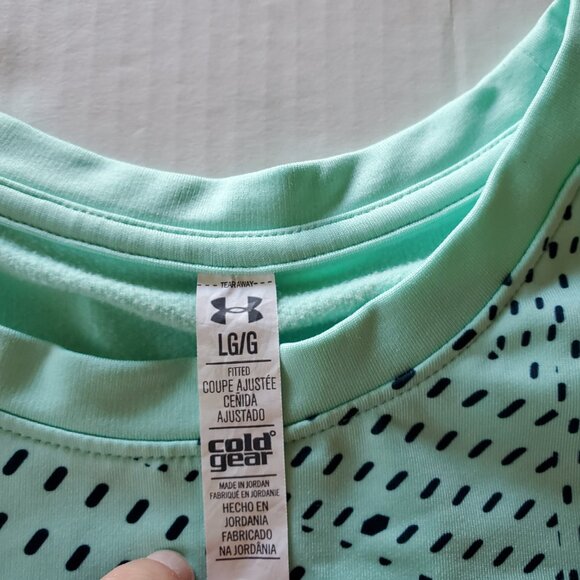 TEAR AWAY
LG/G
FITTED
COUPE AJUSTÉE
CEÑIDA
AJUSTADO
cold
gear
MADE IN JORDAN
FABRIQUÉ EN JORDANIE
HECHO EN
JORDANIA
FABRICADO
NA JORDÂNIA